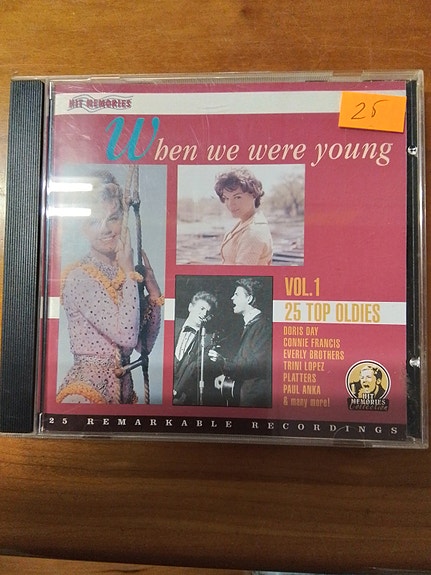 HIT MEMORIES
25
When we were young
VOL.1
25 TOP OLDIES
DORIS DAY
CONNIE FRANCIS
EVERLY BROTHERS
TRINI LOPEZ
PLATTERS
PAUL ANKA
& many more!
HIT
MEMORIES
Collection
25 REMARKABLE RECORDINGS